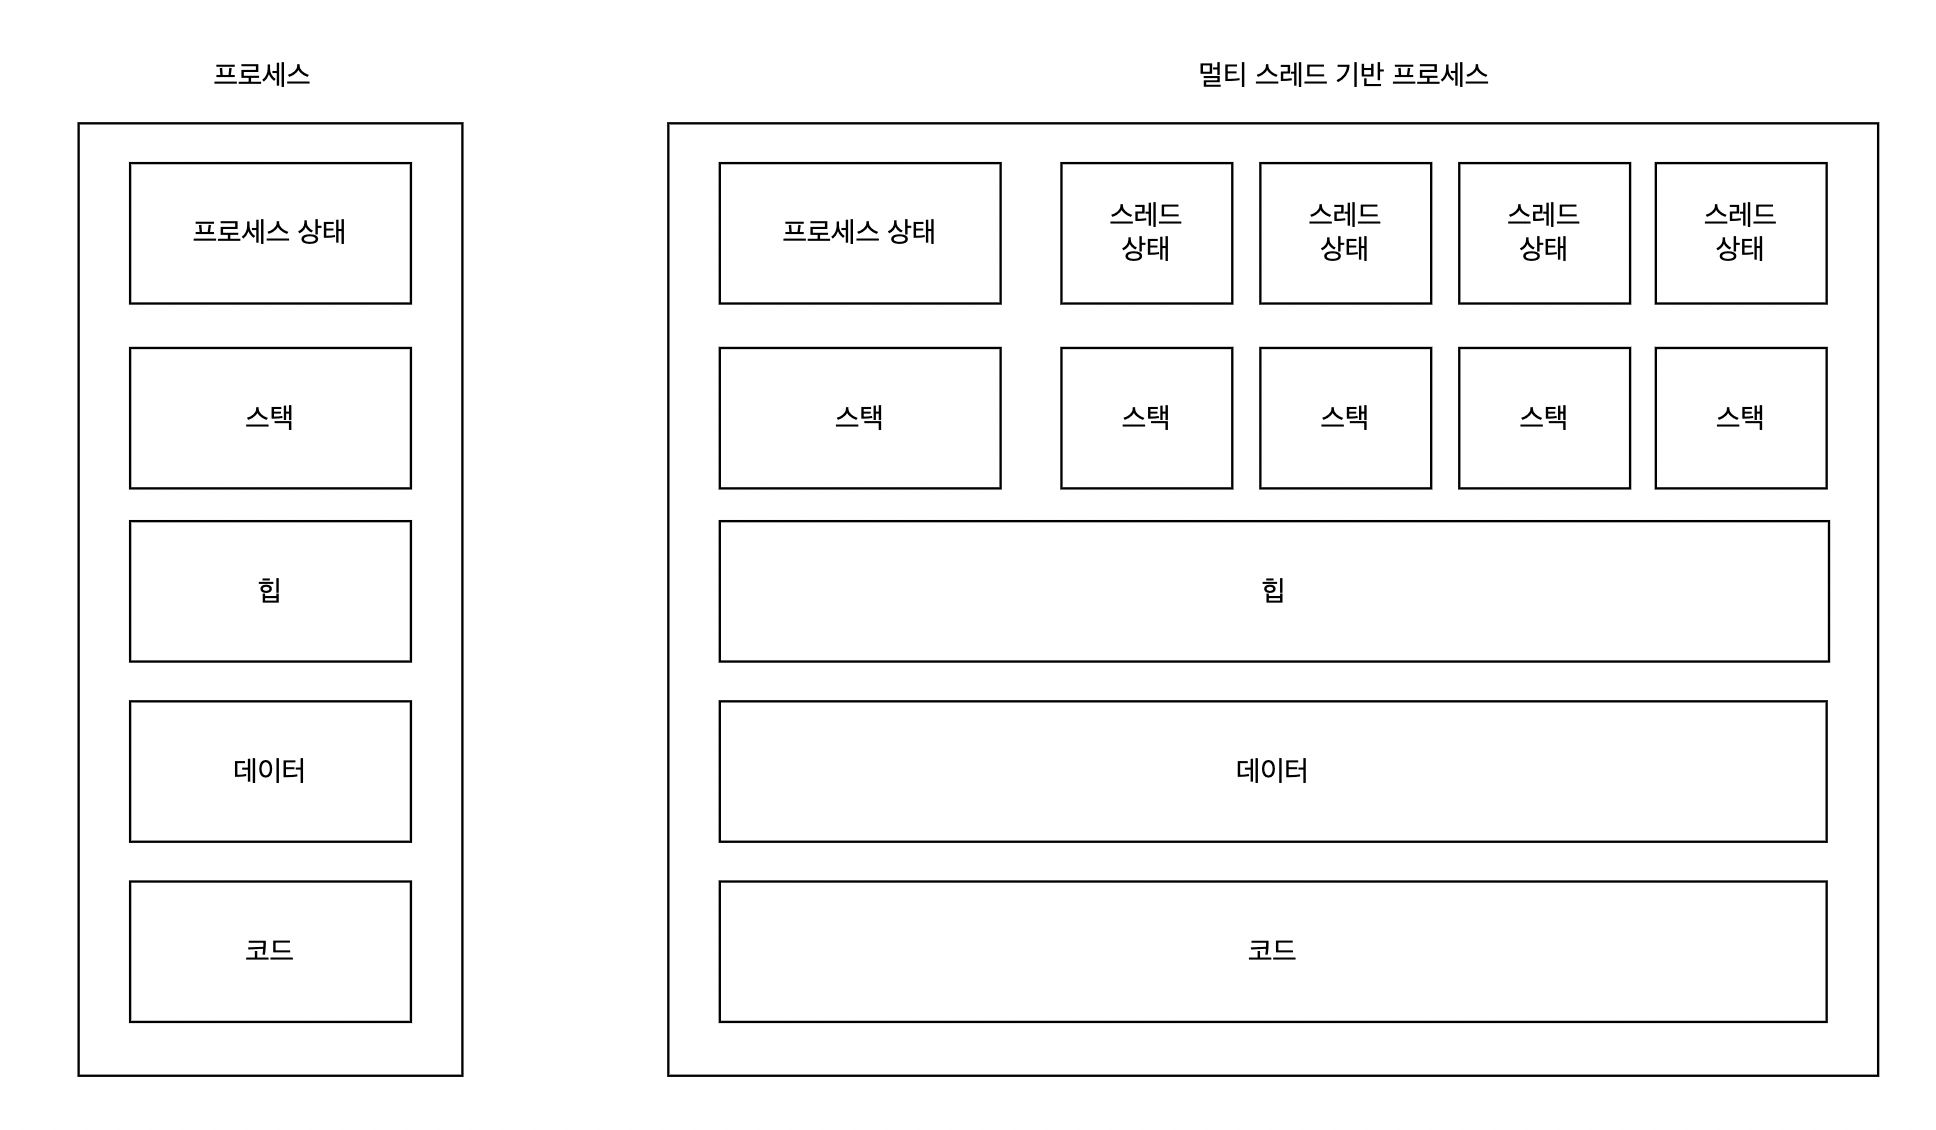 프로세스
프로세스 상태
스택
힙
데이터
코드
멀티 스레드 기반 프로세스
프로세스 상태
스레드
상태
스레드
상태
스레드
상태
스레드
상태
스택
스택
스택
스택
스택
힙
데이터
코드